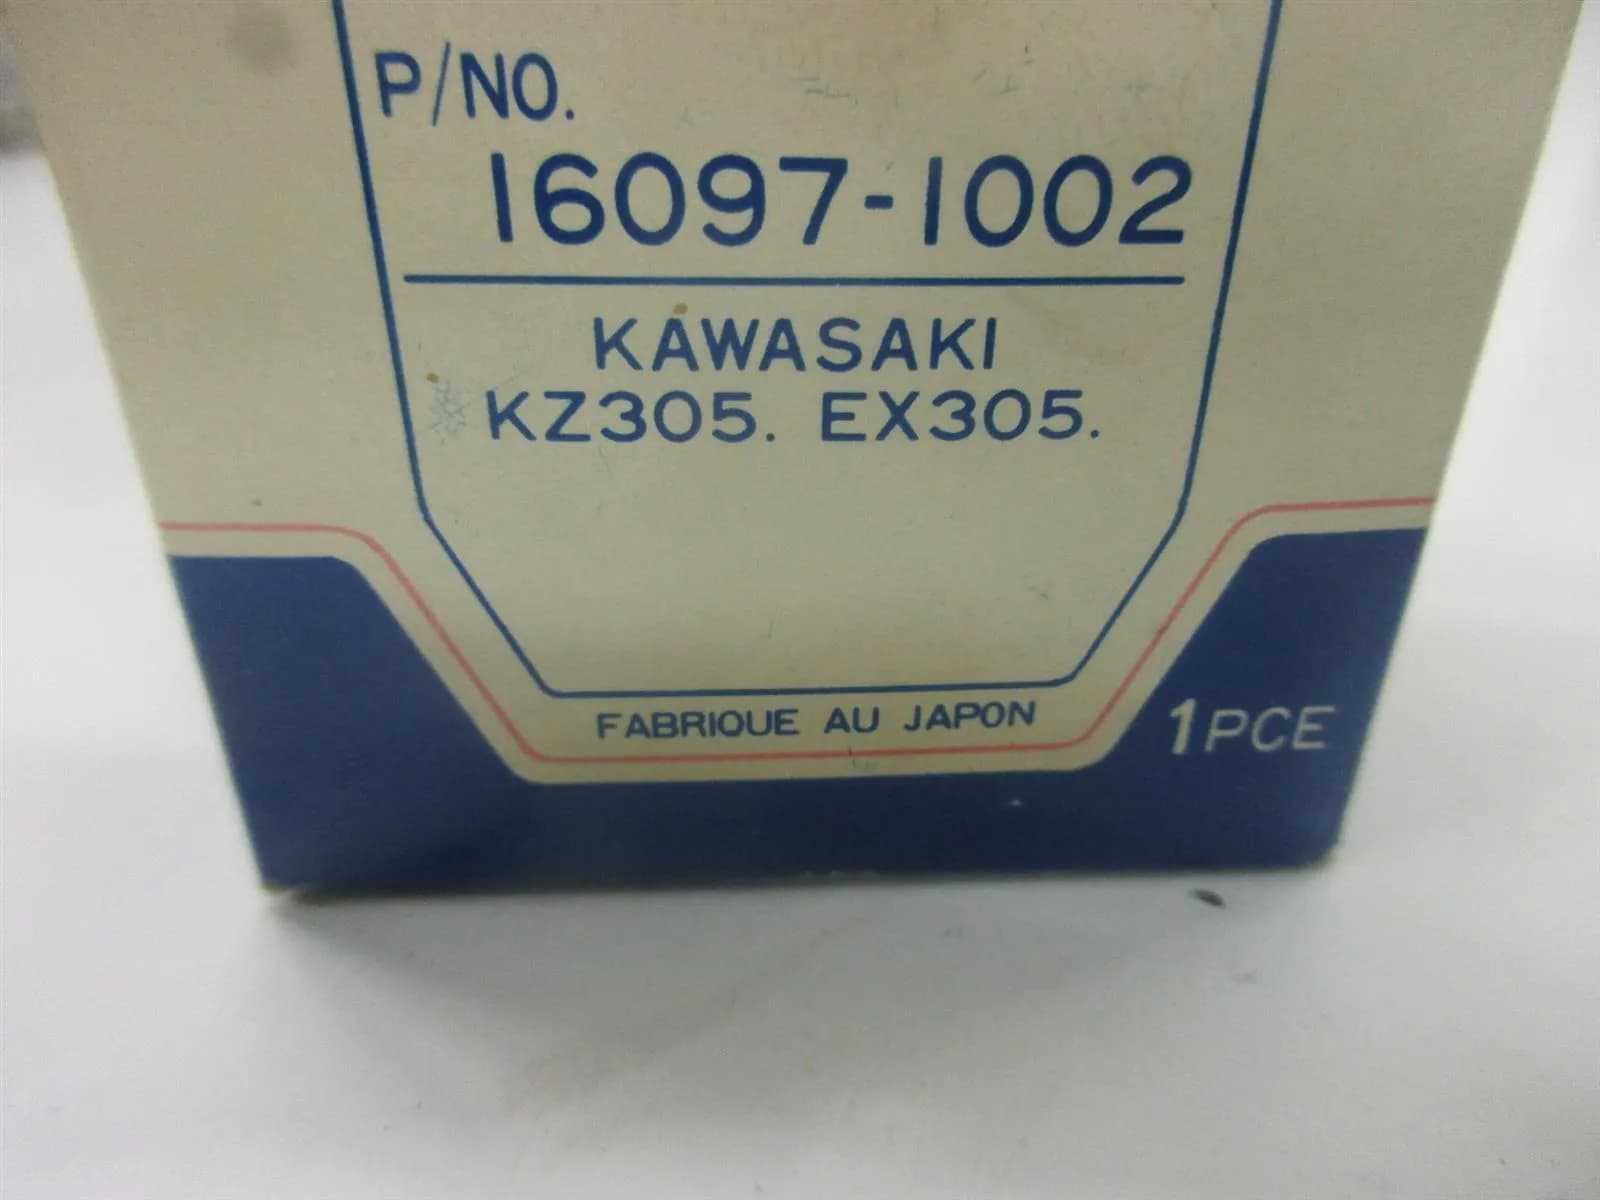 P/NO.
16097-1002
KAWASAKI
KZ305. EX305.
FABRIQUE AU JAPON
1PCE